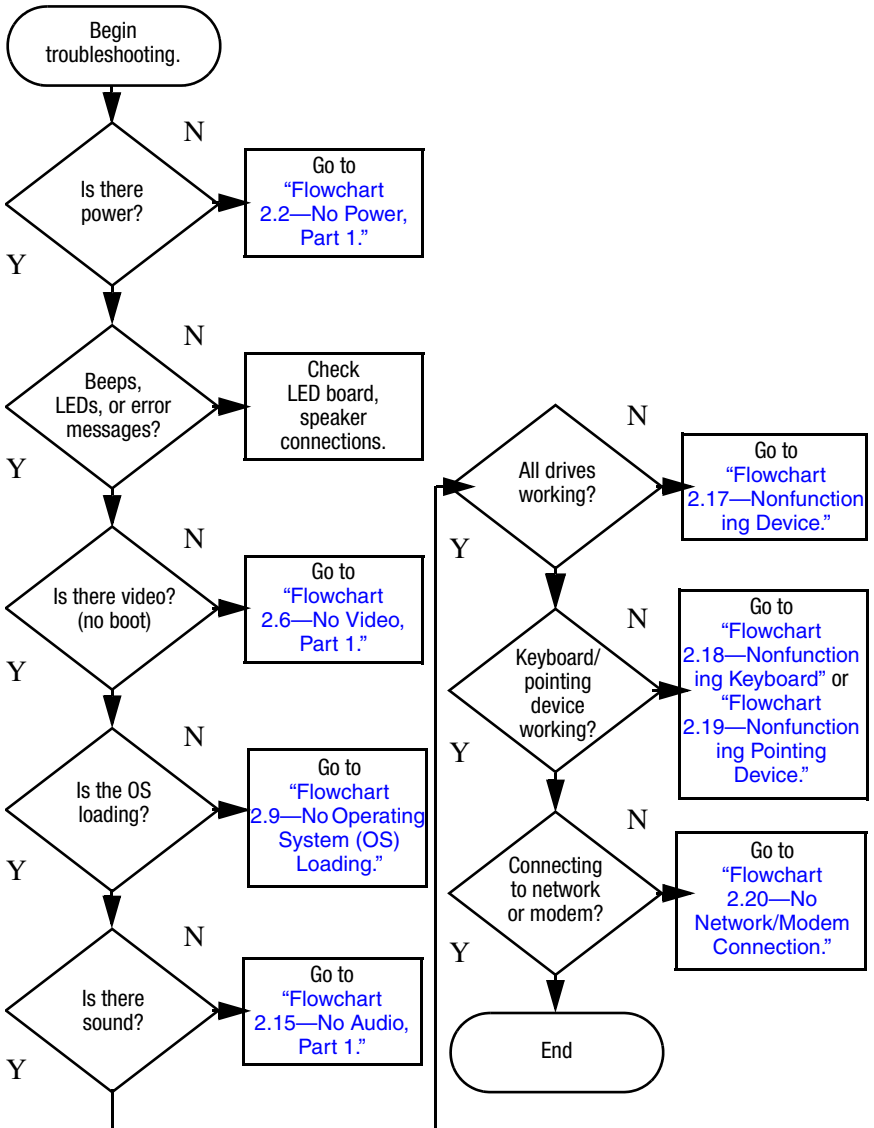 Begin
troubleshooting.
N
Is there
power?
Go to
“Flowchart
2.2—No Power,
Part 1.”
Y
N
Beeps,
LEDs, or error
messages?
Check
LED board,
speaker
connections.
Y
N
Is there video?
(no boot)
Go to
“Flowchart
2.6—No Video,
Part 1.”
Y
N
Is the OS
loading?
Go to
“Flowchart
2.9—No Operating
System (OS)
Loading.”
Y
N
Is there
sound?
Go to
“Flowchart
2.15—No Audio,
Part 1.”
Y
N
All drives
working?
Go to
“Flowchart
2.17—Nonfunction
ing Device.”
Y
N
Keyboard/
pointing
device
working?
Go to
“Flowchart
2.18—Nonfunction
ing Keyboard” or
“Flowchart
2.19—Nonfunction
ing Pointing
Device.”
Y
N
Connecting
to network
or modem?
Go to
“Flowchart
2.20—No
Network/Modem
Connection.”
Y
End